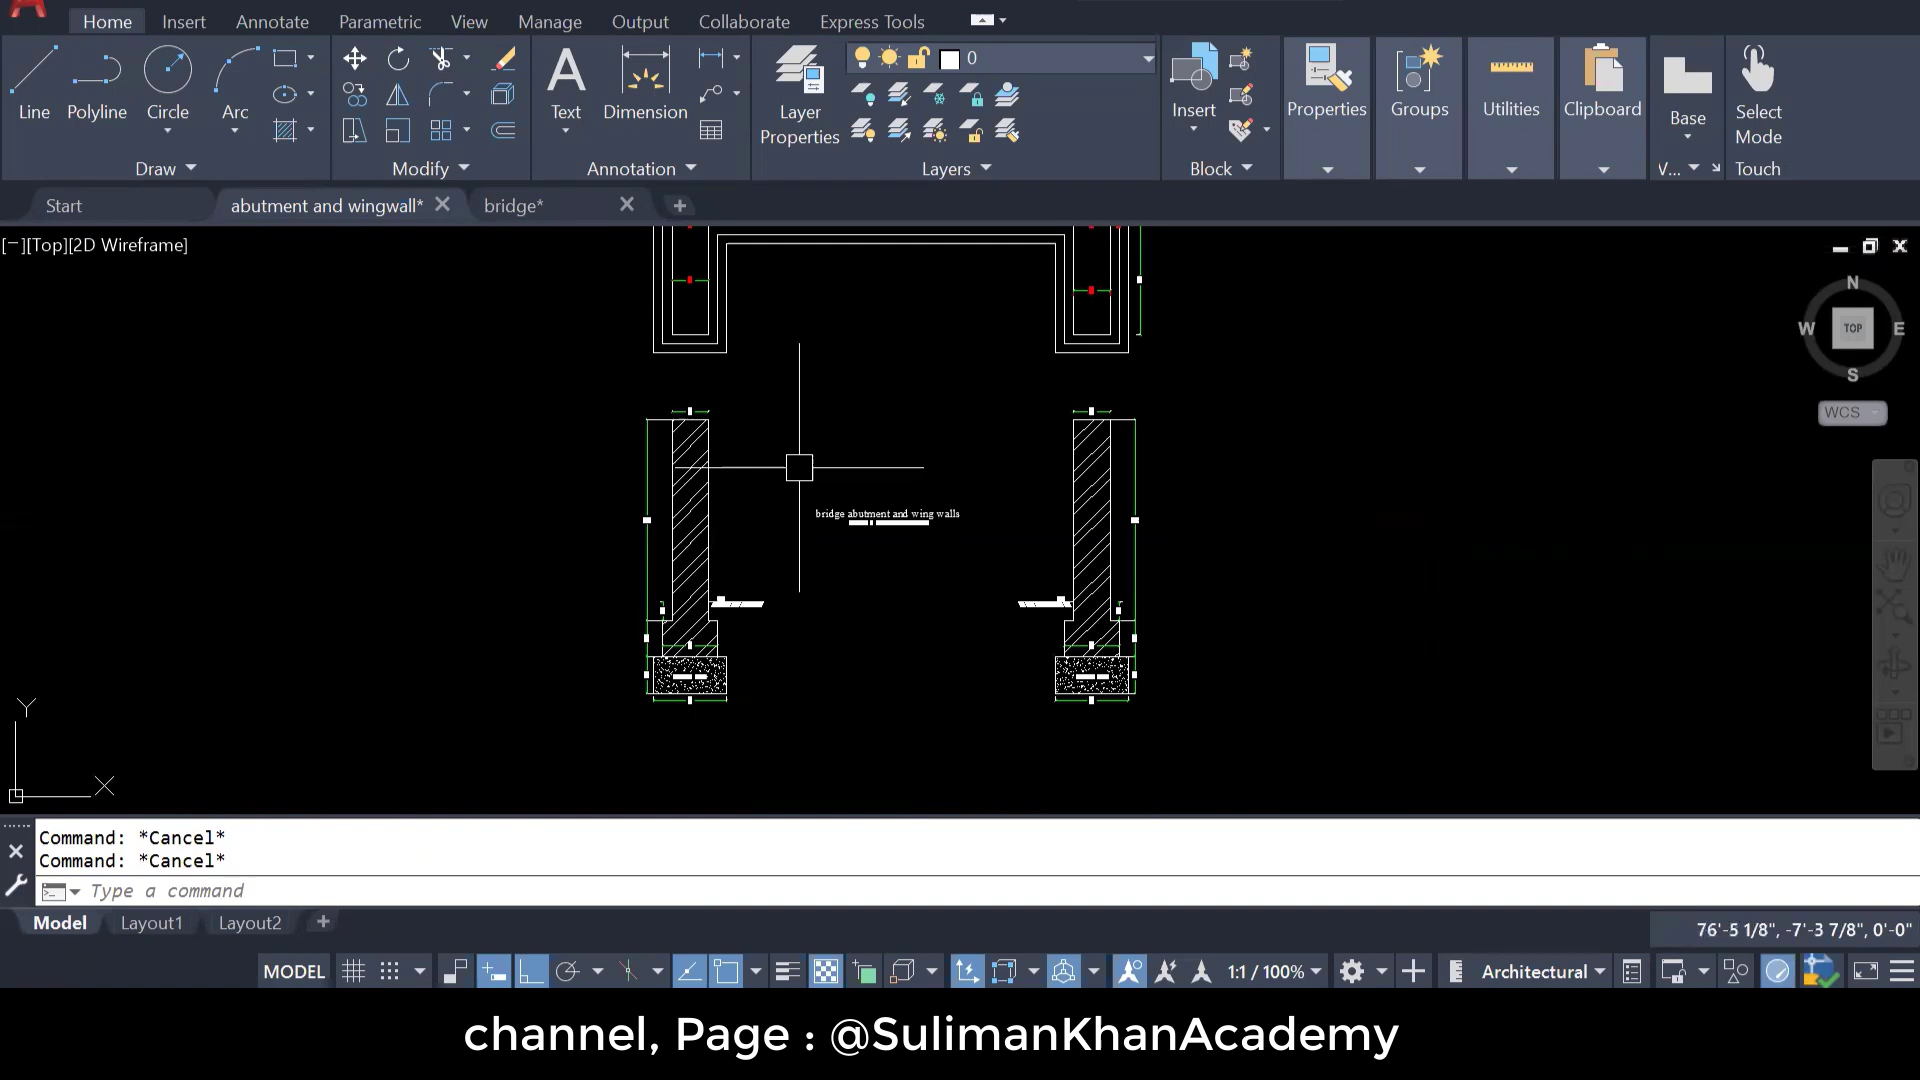 Home Insert Annotate Parametric View Manage Output Collaborate Express Tools
Line Polyline Circle Arc Text Dimension Layer Properties 0 Insert Properties Groups Utilities Clipboard Base Select Mode
Draw Modify Annotation Layers Block V... Touch
Start abutment and wingwall* bridge*
[−][Top][2D Wireframe]
N
W TOP E
S
WCS
bridge abutment and wing walls
Y
X
Command: *Cancel*
Command: *Cancel*
Type a command
Model Layout1 Layout2
76'-5 1/8", -7'-3 7/8", 0'-0"
MODEL 1:1 / 100% Architectural
channel, Page : @SulimanKhanAcademy